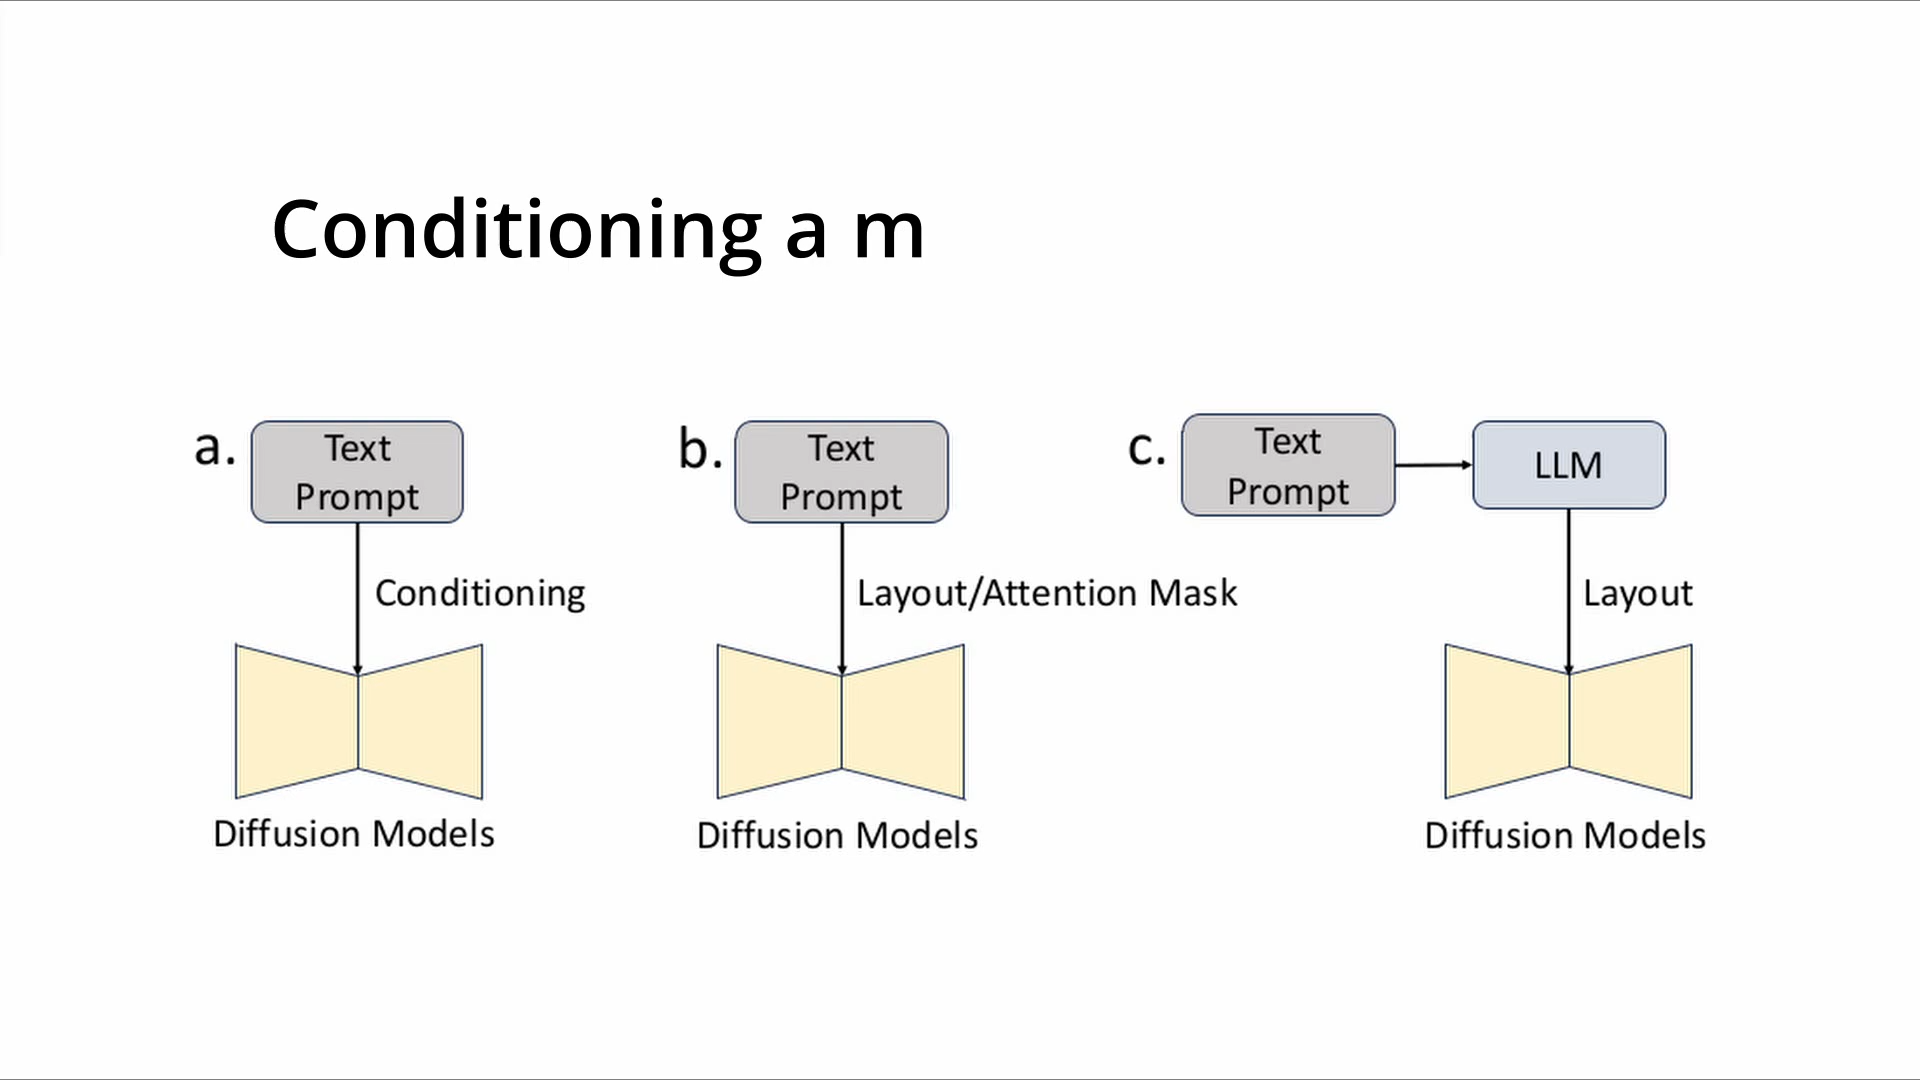 Conditioning a m
a.
Text
Prompt
Conditioning
Diffusion Models
b.
Text
Prompt
Layout/Attention Mask
Diffusion Models
c.
Text
Prompt
LLM
Layout
Diffusion Models